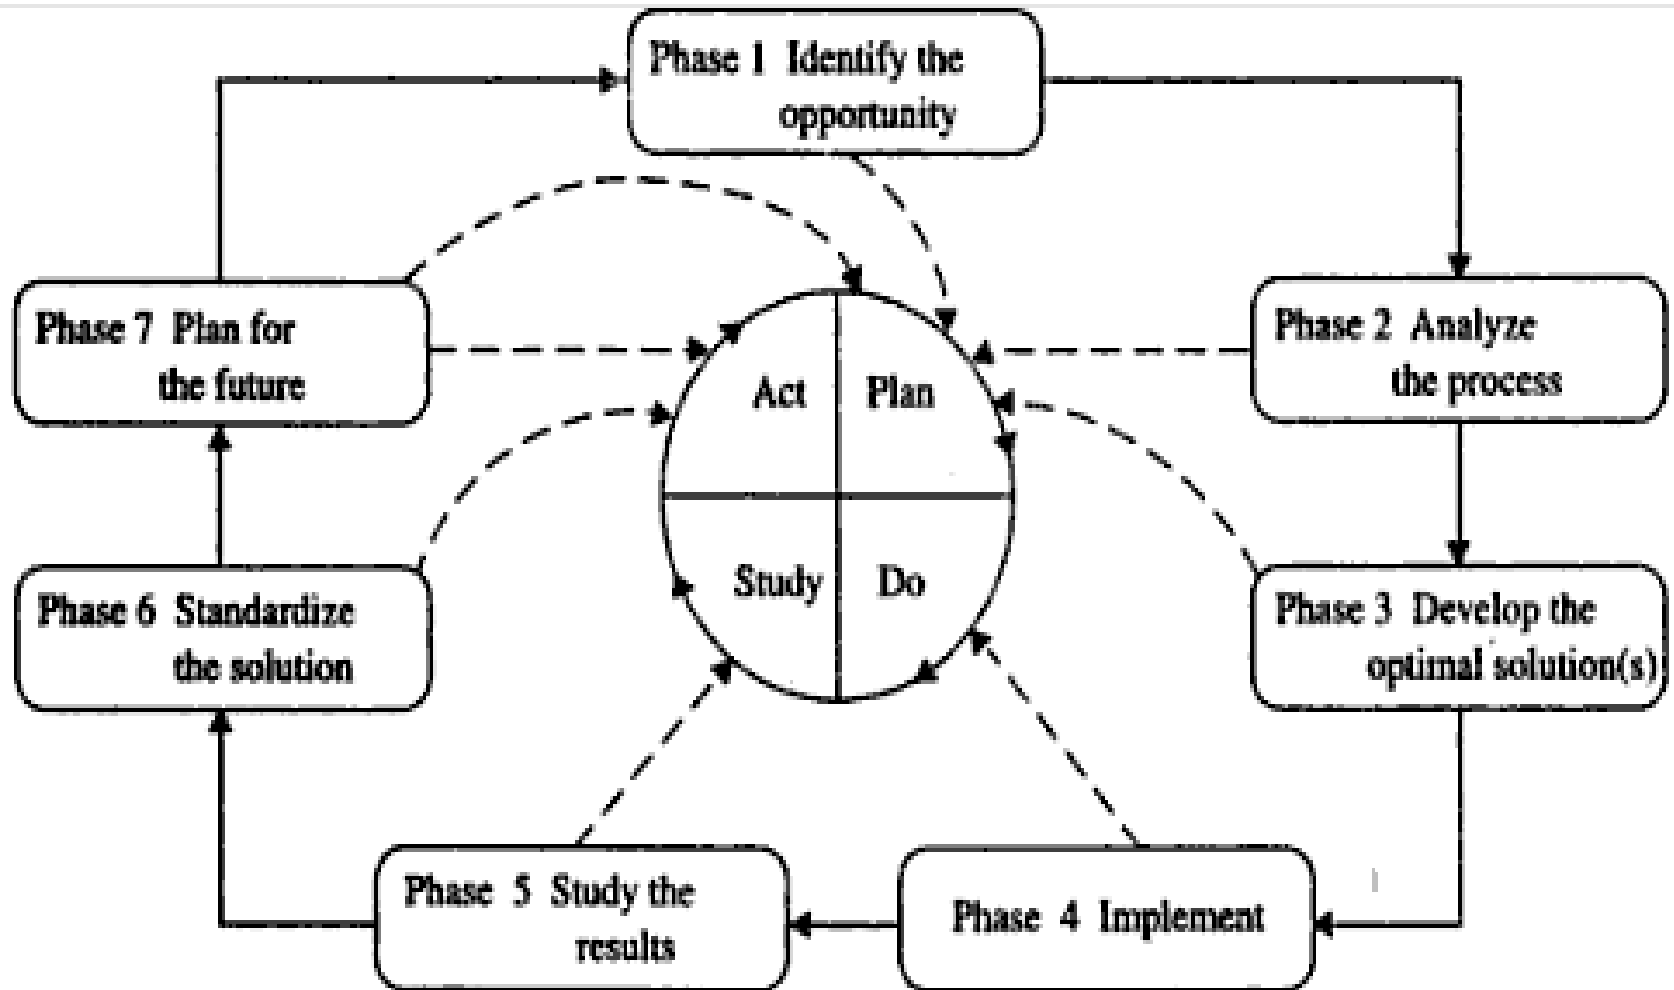 Phase 1 Identify the
opportunity
Phase 2 Analyze
the process
Phase 3 Develop the
optimal solution(s)
Phase 4 Implement
Phase 5 Study the
results
Phase 6 Standardize
the solution
Phase 7 Plan for
the future
Act
Plan
Study
Do